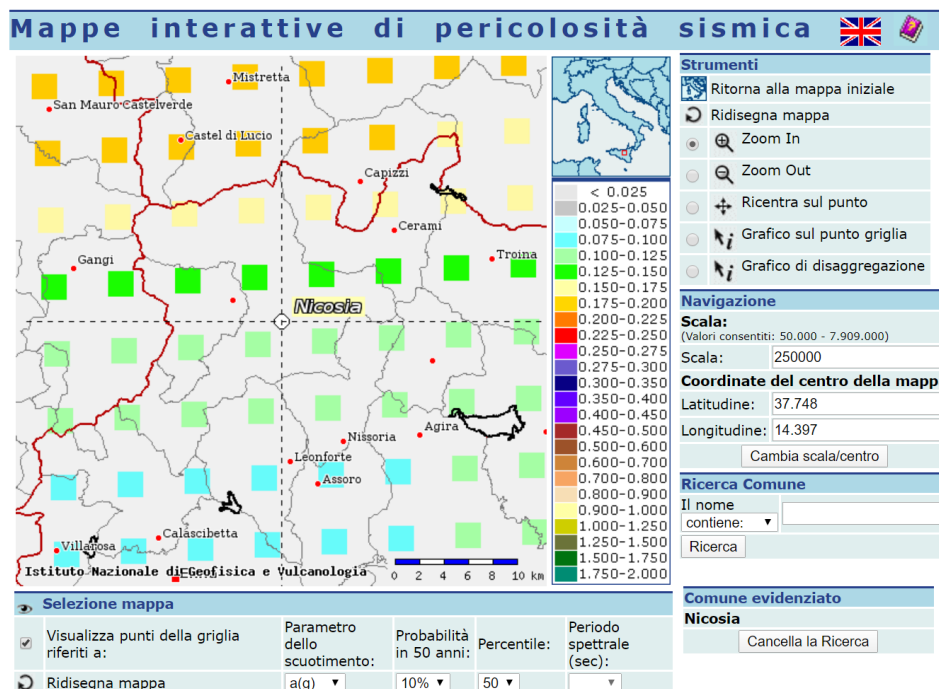 Mappe interattive di pericolosità sismica
Mistretta
San Mauro Castelverde
Castel di Lucio
Capizzi
Cerami
Gangi
Troina
Nicosia
Nissoria
Agira
Leonforte
Assoro
Calascibetta
Villarosa
Istituto Nazionale di Geofisica e Vulcanologia
0 2 4 6 8 10 km
< 0.025
0.025-0.050
0.050-0.075
0.075-0.100
0.100-0.125
0.125-0.150
0.150-0.175
0.175-0.200
0.200-0.225
0.225-0.250
0.250-0.275
0.275-0.300
0.300-0.350
0.350-0.400
0.400-0.450
0.450-0.500
0.500-0.600
0.600-0.700
0.700-0.800
0.800-0.900
0.900-1.000
1.000-1.250
1.250-1.500
1.500-1.750
1.750-2.000
Strumenti
Ritorna alla mappa iniziale
Ridisegna mappa
Zoom In
Zoom Out
Ricentra sul punto
Grafico sul punto griglia
Grafico di disaggregazione
Navigazione
Scala:
(Valori consentiti: 50.000 - 7.909.000)
Scala: 250000
Coordinate del centro della mapp
Latitudine: 37.748
Longitudine: 14.397
Cambia scala/centro
Ricerca Comune
Il nome
contiene:
Ricerca
Comune evidenziato
Nicosia
Cancella la Ricerca
Selezione mappa
Visualizza punti della griglia
riferiti a:
Parametro
dello
scuotimento:
Probabilità
in 50 anni:
Percentile:
Periodo
spettrale
(sec):
Ridisegna mappa
a(g) 10% 50